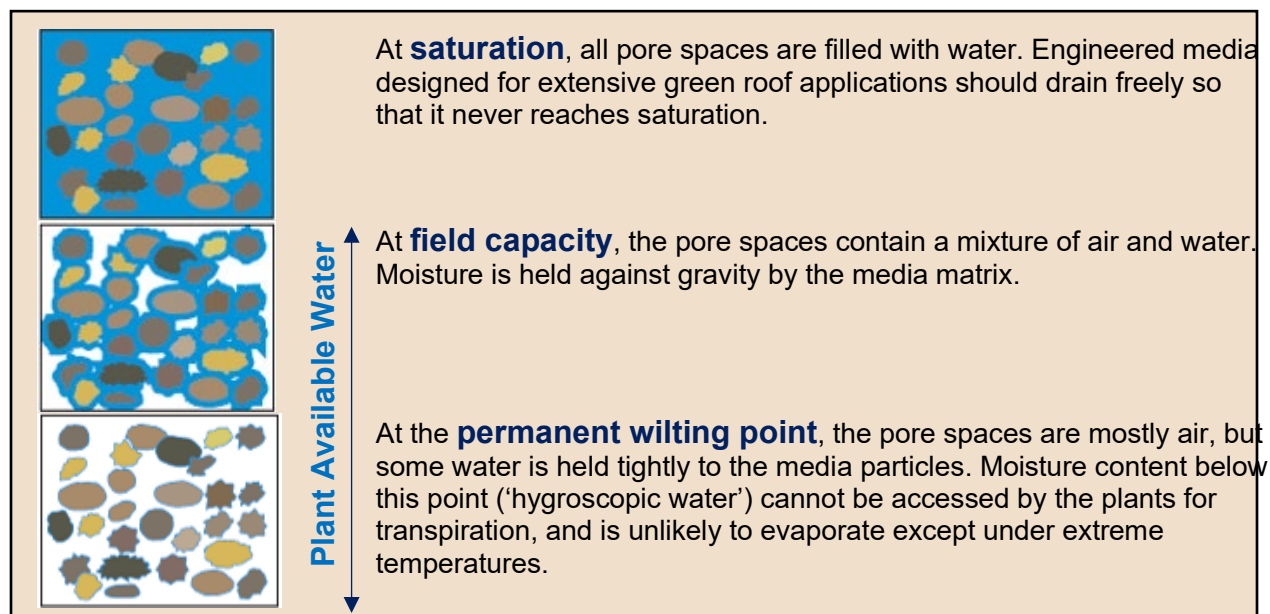 At saturation, all pore spaces are filled with water. Engineered media
designed for extensive green roof applications should drain freely so
that it never reaches saturation.
Plant Available Water
At field capacity, the pore spaces contain a mixture of air and water.
Moisture is held against gravity by the media matrix.
At the permanent wilting point, the pore spaces are mostly air, but
some water is held tightly to the media particles. Moisture content below
this point (‘hygroscopic water’) cannot be accessed by the plants for
transpiration, and is unlikely to evaporate except under extreme
temperatures.